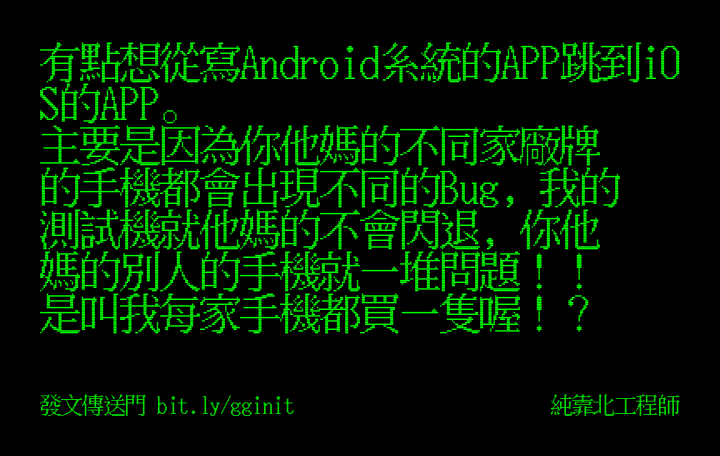 有點想從寫Android系統的APP跳到iO
S的APP。
主要是因為你他媽的不同家廠牌
的手機都會出現不同的Bug，我的
測試機就他媽的不會閃退，你他
媽的別人的手機就一堆問題！！
是叫我每家手機都買一隻喔！？
發文傳送門 bit.ly/gginit
純靠北工程師